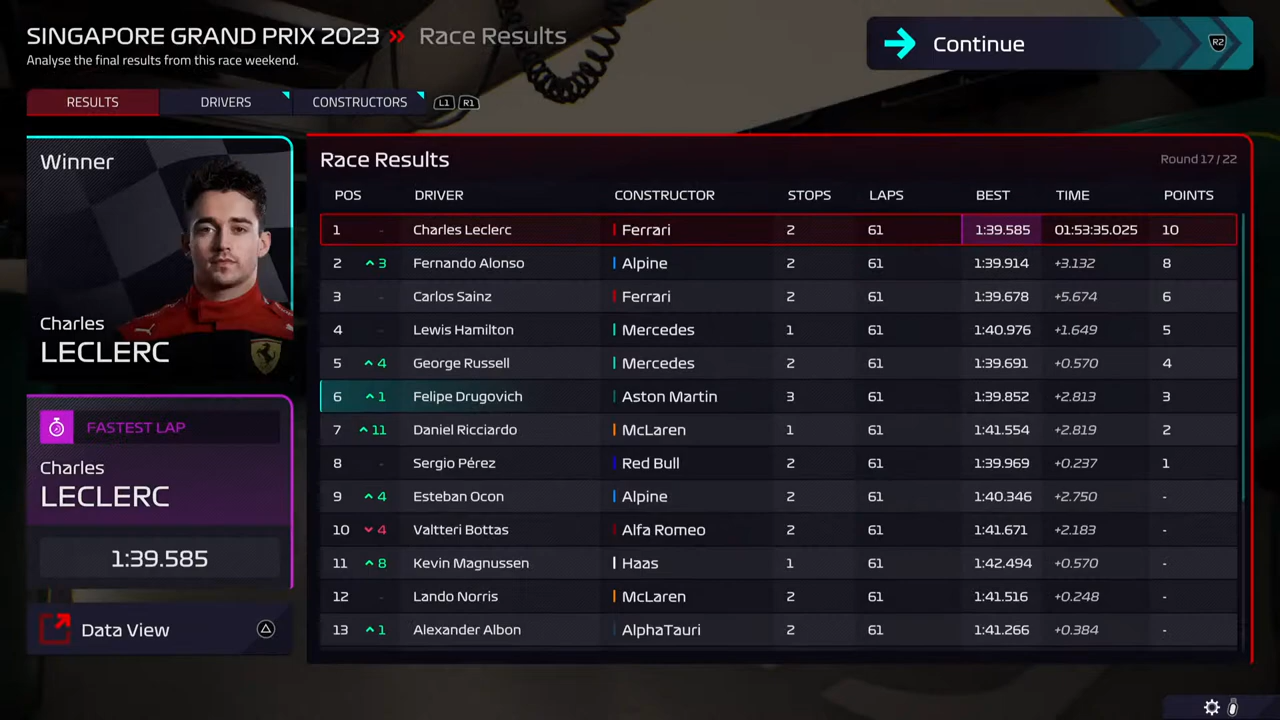 SINGAPORE GRAND PRIX 2023 » Race Results
Analyse the final results from this race weekend.
Continue R2
RESULTS DRIVERS CONSTRUCTORS L1 R1
Winner
Charles
LECLERC
FASTEST LAP
Charles
LECLERC
1:39.585
Data View
Race Results Round 17 / 22
POS DRIVER CONSTRUCTOR STOPS LAPS BEST TIME POINTS
1 - Charles Leclerc Ferrari 2 61 1:39.585 01:53:35.025 10
2 3 Fernando Alonso Alpine 2 61 1:39.914 +3.132 8
3 - Carlos Sainz Ferrari 2 61 1:39.678 +5.674 6
4 - Lewis Hamilton Mercedes 1 61 1:40.976 +1.649 5
5 4 George Russell Mercedes 2 61 1:39.691 +0.570 4
6 1 Felipe Drugovich Aston Martin 3 61 1:39.852 +2.813 3
7 11 Daniel Ricciardo McLaren 1 61 1:41.554 +2.819 2
8 - Sergio Pérez Red Bull 2 61 1:39.969 +0.237 1
9 4 Esteban Ocon Alpine 2 61 1:40.346 +2.750 -
10 4 Valtteri Bottas Alfa Romeo 2 61 1:41.671 +2.183 -
11 8 Kevin Magnussen Haas 1 61 1:42.494 +0.570 -
12 - Lando Norris McLaren 2 61 1:41.516 +0.248 -
13 1 Alexander Albon AlphaTauri 2 61 1:41.266 +0.384 -